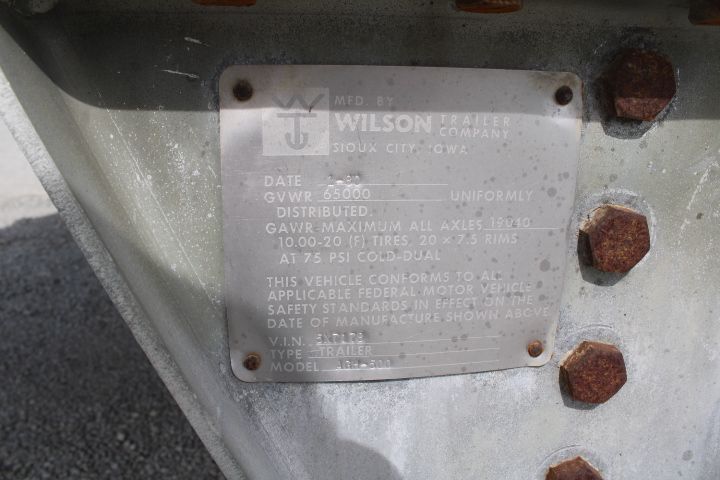 MFD. BY
WILSON TRAILER COMPANY
SIOUX CITY, IOWA
DATE
GVWR 65000 UNIFORMLY
DISTRIBUTED.
GAWR MAXIMUM ALL AXLES 19040
10.00-20 (F) TIRES, 20 × 7.5 RIMS
AT 75 PSI COLD-DUAL
THIS VEHICLE CONFORMS TO ALL
APPLICABLE FEDERAL MOTOR VEHICLE
SAFETY STANDARDS IN EFFECT ON THE
DATE OF MANUFACTURE SHOWN ABOVE
V.I.N.
TYPE TRAILER
MODEL